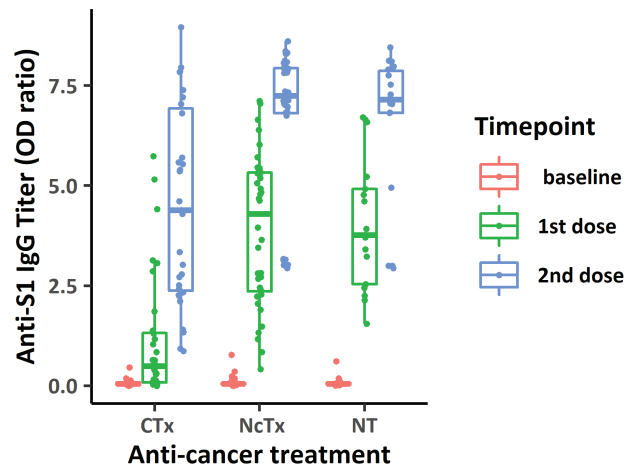 Anti-S1 IgG Titer (OD ratio)
7.5
5.0
2.5
0.0
CTx NcTx NT
Anti-cancer treatment
Timepoint
baseline
1st dose
2nd dose